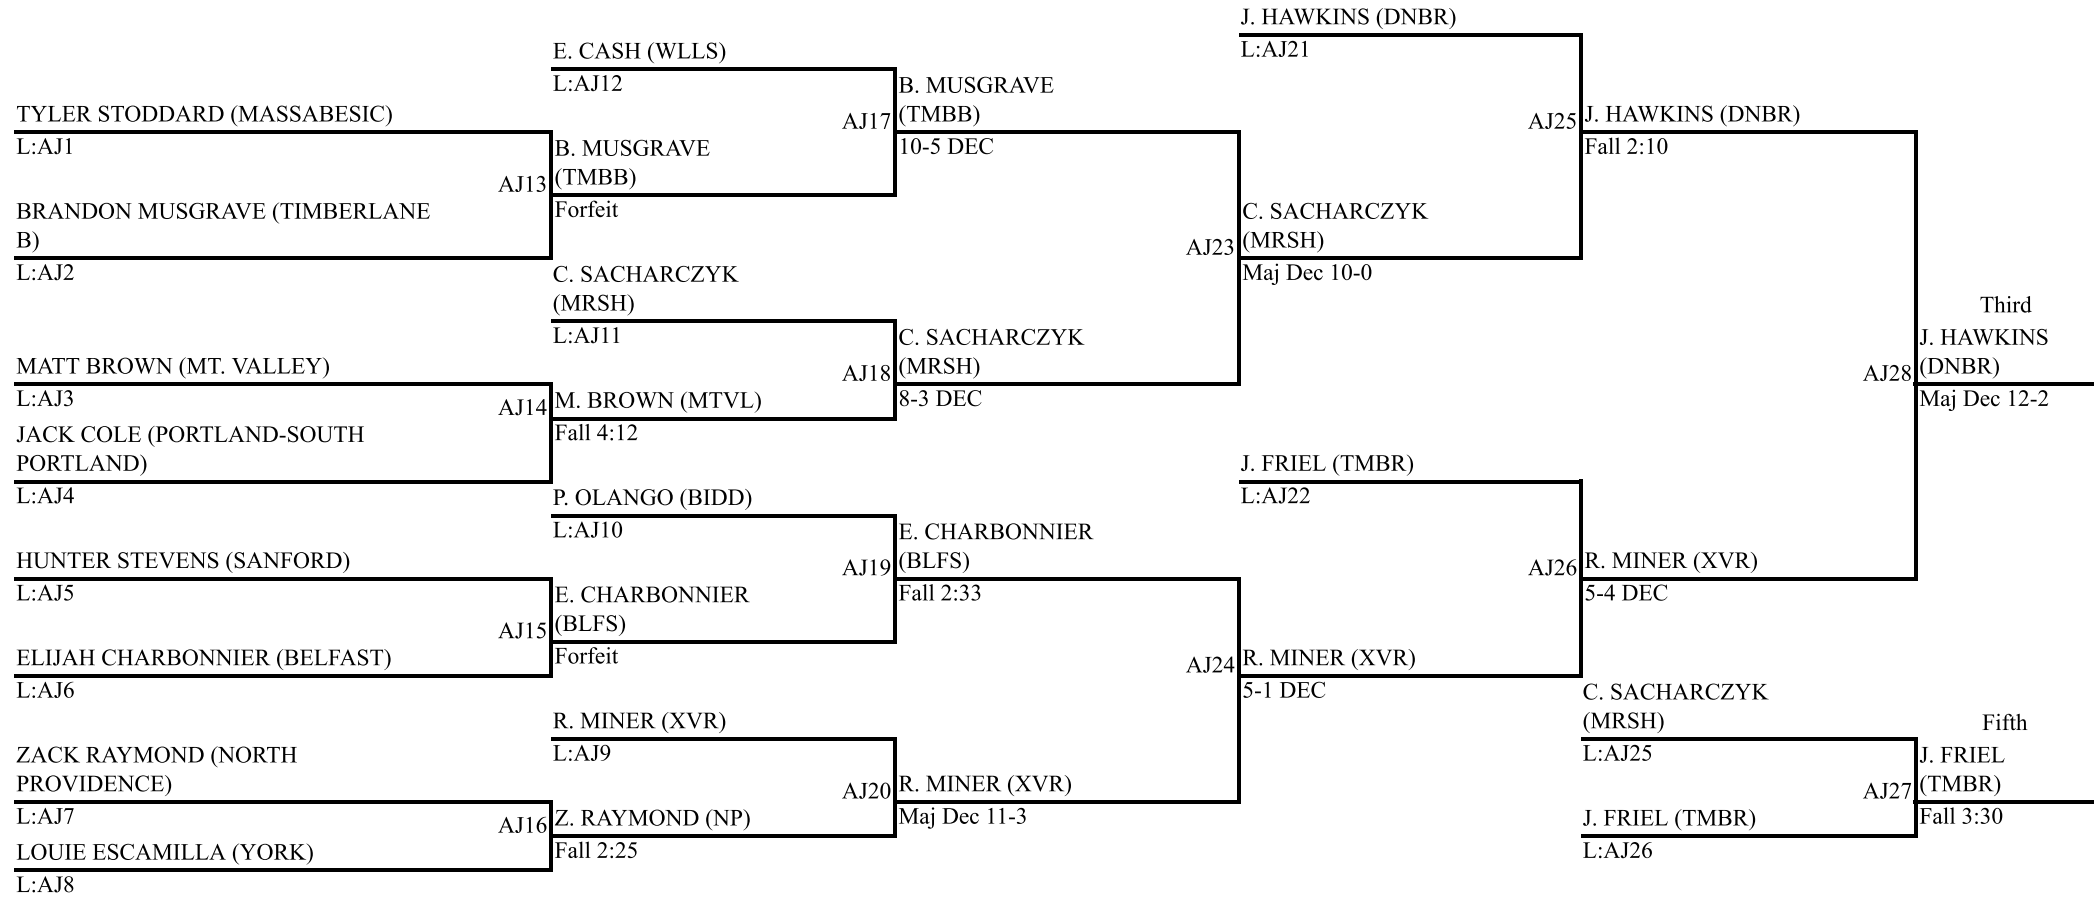 J. HAWKINS (DNBR)
L:AJ21
E. CASH (WLLS)
L:AJ12
B. MUSGRAVE
(TMBB)
AJ17
10-5 DEC
TYLER STODDARD (MASSABESIC)
L:AJ1
B. MUSGRAVE
(TMBB)
AJ13
Forfeit
BRANDON MUSGRAVE (TIMBERLANE
B)
L:AJ2
AJ25
J. HAWKINS (DNBR)
Fall 2:10
C. SACHARCZYK
(MRSH)
AJ23
Maj Dec 10-0
C. SACHARCZYK
(MRSH)
L:AJ11
C. SACHARCZYK
(MRSH)
AJ18
8-3 DEC
MATT BROWN (MT. VALLEY)
L:AJ3
AJ14
M. BROWN (MTVL)
Fall 4:12
JACK COLE (PORTLAND-SOUTH
PORTLAND)
L:AJ4
Third
J. HAWKINS
(DNBR)
AJ28
Maj Dec 12-2
J. FRIEL (TMBR)
L:AJ22
P. OLANGO (BIDD)
L:AJ10
E. CHARBONNIER
(BLFS)
AJ19
Fall 2:33
HUNTER STEVENS (SANFORD)
L:AJ5
E. CHARBONNIER
(BLFS)
AJ15
Forfeit
ELIJAH CHARBONNIER (BELFAST)
L:AJ6
AJ26
R. MINER (XVR)
5-4 DEC
AJ24
R. MINER (XVR)
5-1 DEC
R. MINER (XVR)
L:AJ9
AJ20
R. MINER (XVR)
Maj Dec 11-3
ZACK RAYMOND (NORTH
PROVIDENCE)
L:AJ7
AJ16
Z. RAYMOND (NP)
Fall 2:25
LOUIE ESCAMILLA (YORK)
L:AJ8
C. SACHARCZYK
(MRSH)
L:AJ25
Fifth
J. FRIEL
(TMBR)
AJ27
Fall 3:30
J. FRIEL (TMBR)
L:AJ26